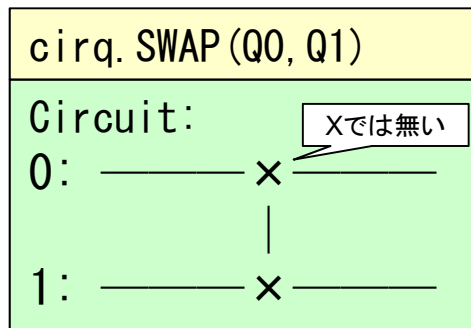 cirq.SWAP(Q0,Q1)
Circuit:
Xでは無い
0: ─────×─────
│
1: ─────×─────